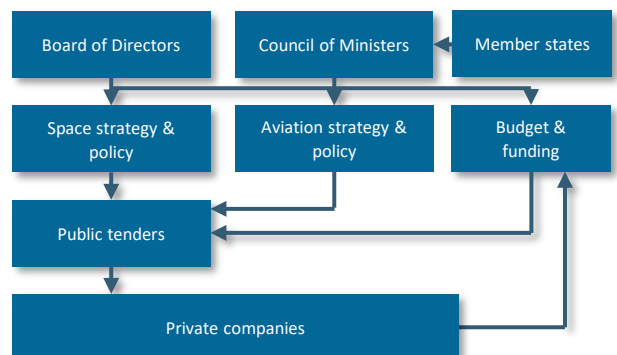 Board of Directors
Council of Ministers
Member states
Space strategy &
policy
Aviation strategy &
policy
Budget &
funding
Public tenders
Private companies